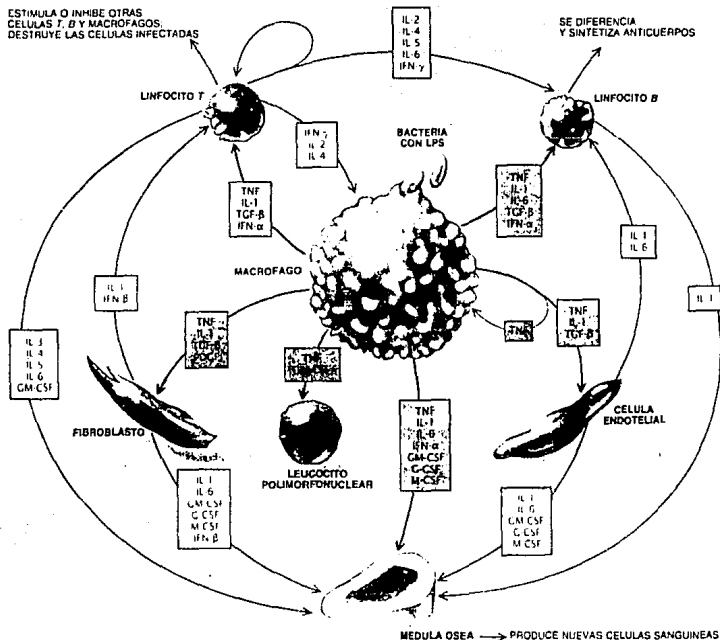 ESTIMULA O INHIBE OTRAS
CELULAS T, B Y MACROFAGOS;
DESTRUYE LAS CELULAS INFECTADAS
IL-2
IL-4
IL 5
IL-6
IFN-γ
SE DIFERENCIA
Y SINTETIZA ANTICUERPOS
LINFOCITO T
LINFOCITO B
IFN γ
IL 2
IL 4
BACTERIA
CON LPS
TNF
IL-1
TGF-β
IFN-α
TNF
IL-1
IL-6
TGF-β
IFN-α
IL 1
IL 6
MACROFAGO
IL 1
IFN β
IL 1
TNF
IL-1
TGF-β
TNF
TNF
IL-1
TGF-β
IL 3
IL 4
IL 5
IL 6
GM-CSF
TNF
FIBROBLASTO
LEUCOCITO
POLIMORFONUCLEAR
TNF
IL-1
IL-6
IFN-α
GM-CSF
G-CSF
M-CSF
CELULA
ENDOTELIAL
IL 1
IL-6
GM-CSF
G CSF
M CSF
IFN β
IL 1
IL 6
GM CSF
G CSF
M CSF
MEDULA OSEA → PRODUCE NUEVAS CELULAS SANGUINEAS